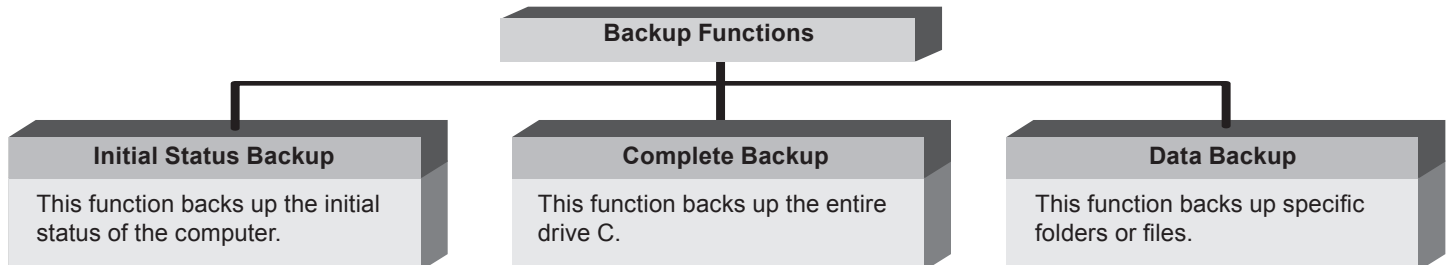 Backup Functions
Initial Status Backup
This function backs up the initial
status of the computer.
Complete Backup
This function backs up the entire
drive C.
Data Backup
This function backs up specific
folders or files.